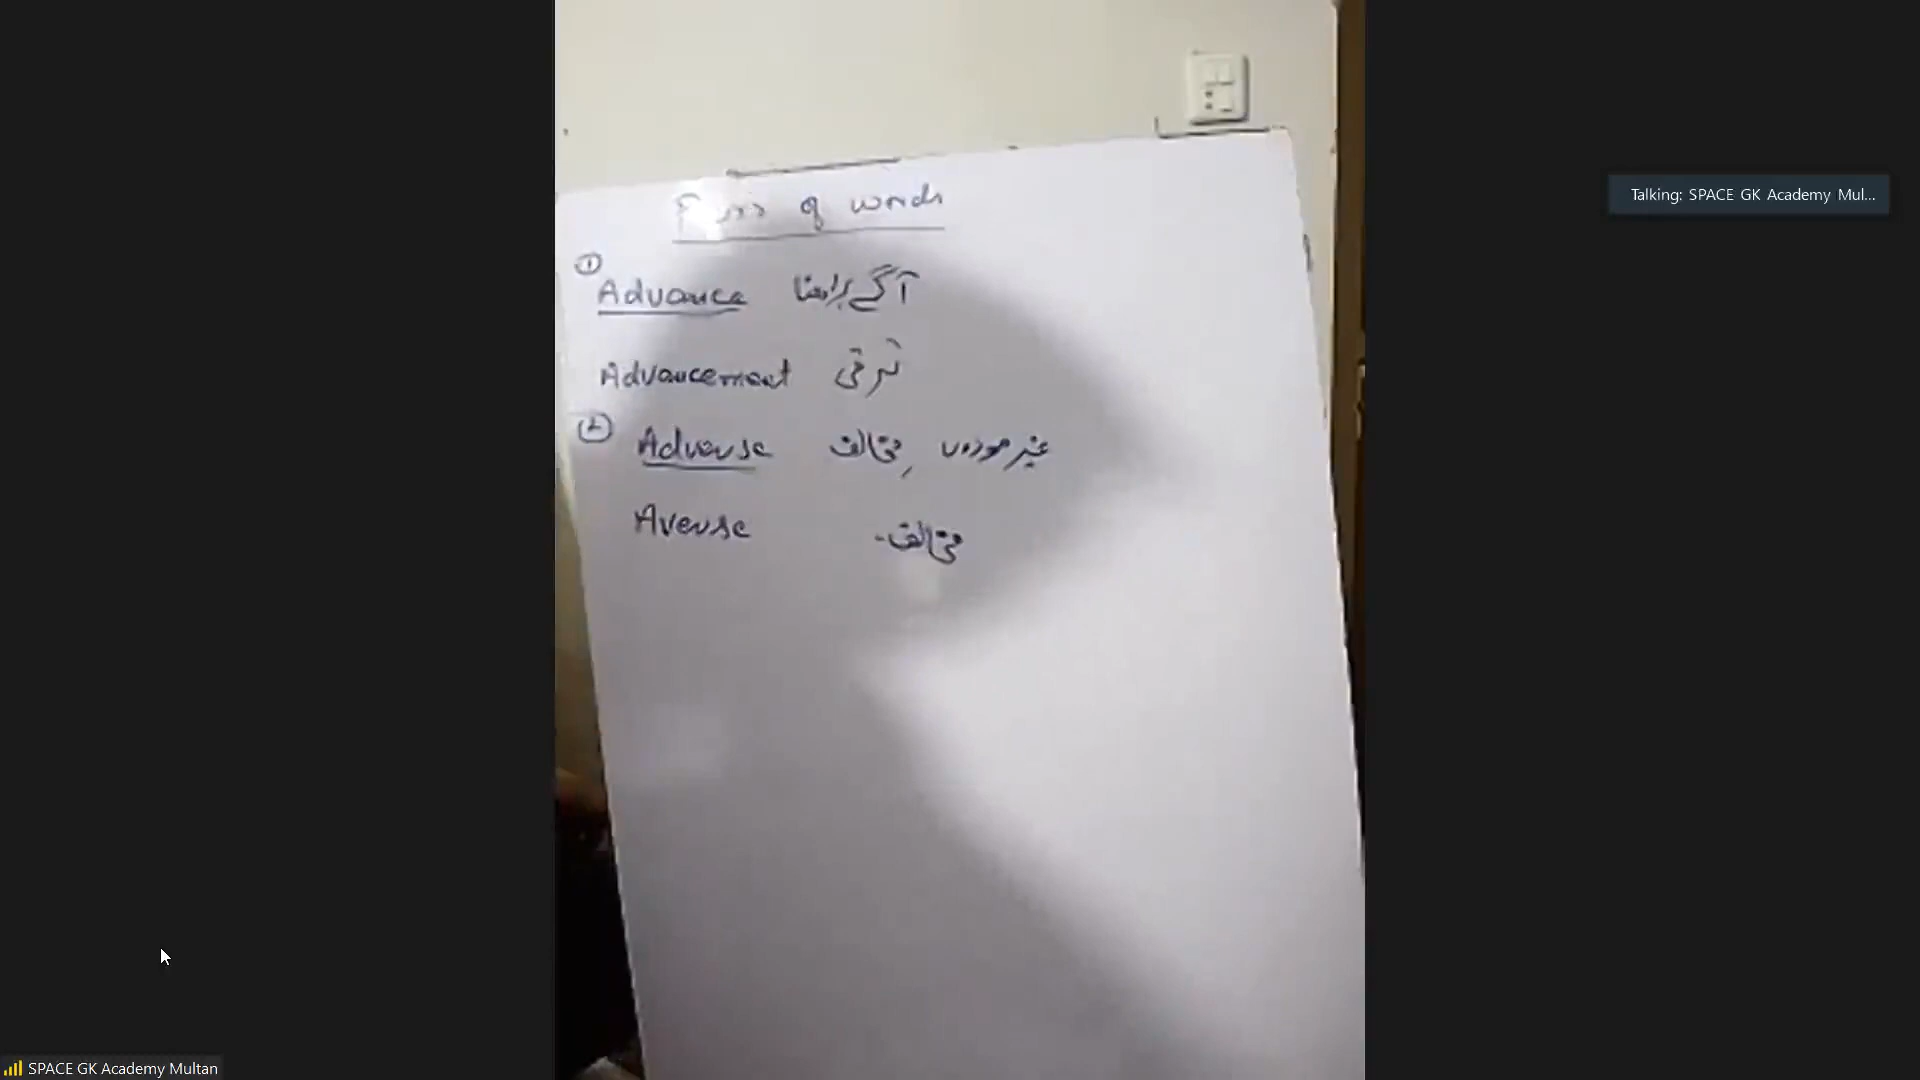 of words
① Advance آگے بڑھنا
Advancement ترقی
② Adverse غیر موزوں، مخالف
Averse مخالف۔
Talking: SPACE GK Academy Mul...
SPACE GK Academy Multan